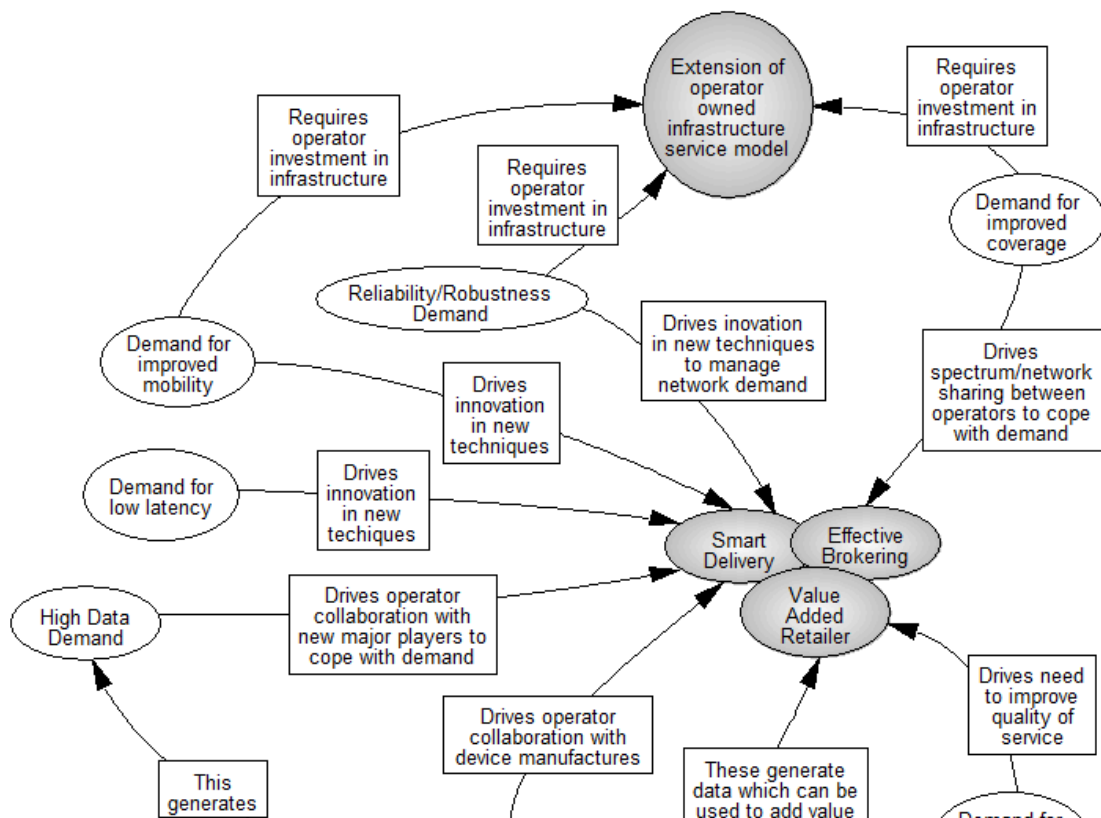 Extension of
operator
owned
infrastructure
service model
Requires
operator
investment in
infrastructure
Requires
operator
investment in
infrastructure
Requires
operator
investment in
infrastructure
Demand for
improved
coverage
Reliability/Robustness
Demand
Demand for
improved
mobility
Drives inovation
in new techniques
to manage
network demand
Drives
spectrum/network
sharing between
operators to cope
with demand
Drives
innovation
in new
techniques
Demand for
low latency
Drives
innovation
in new
techiques
Smart
Delivery
Effective
Brokering
Value
Added
Retailer
High Data
Demand
Drives operator
collaboration with
new major players to
cope with demand
Drives need
to improve
quality of
service
Drives operator
collaboration with
device manufactures
This
generates
These generate
data which can be
used to add value
Demand for